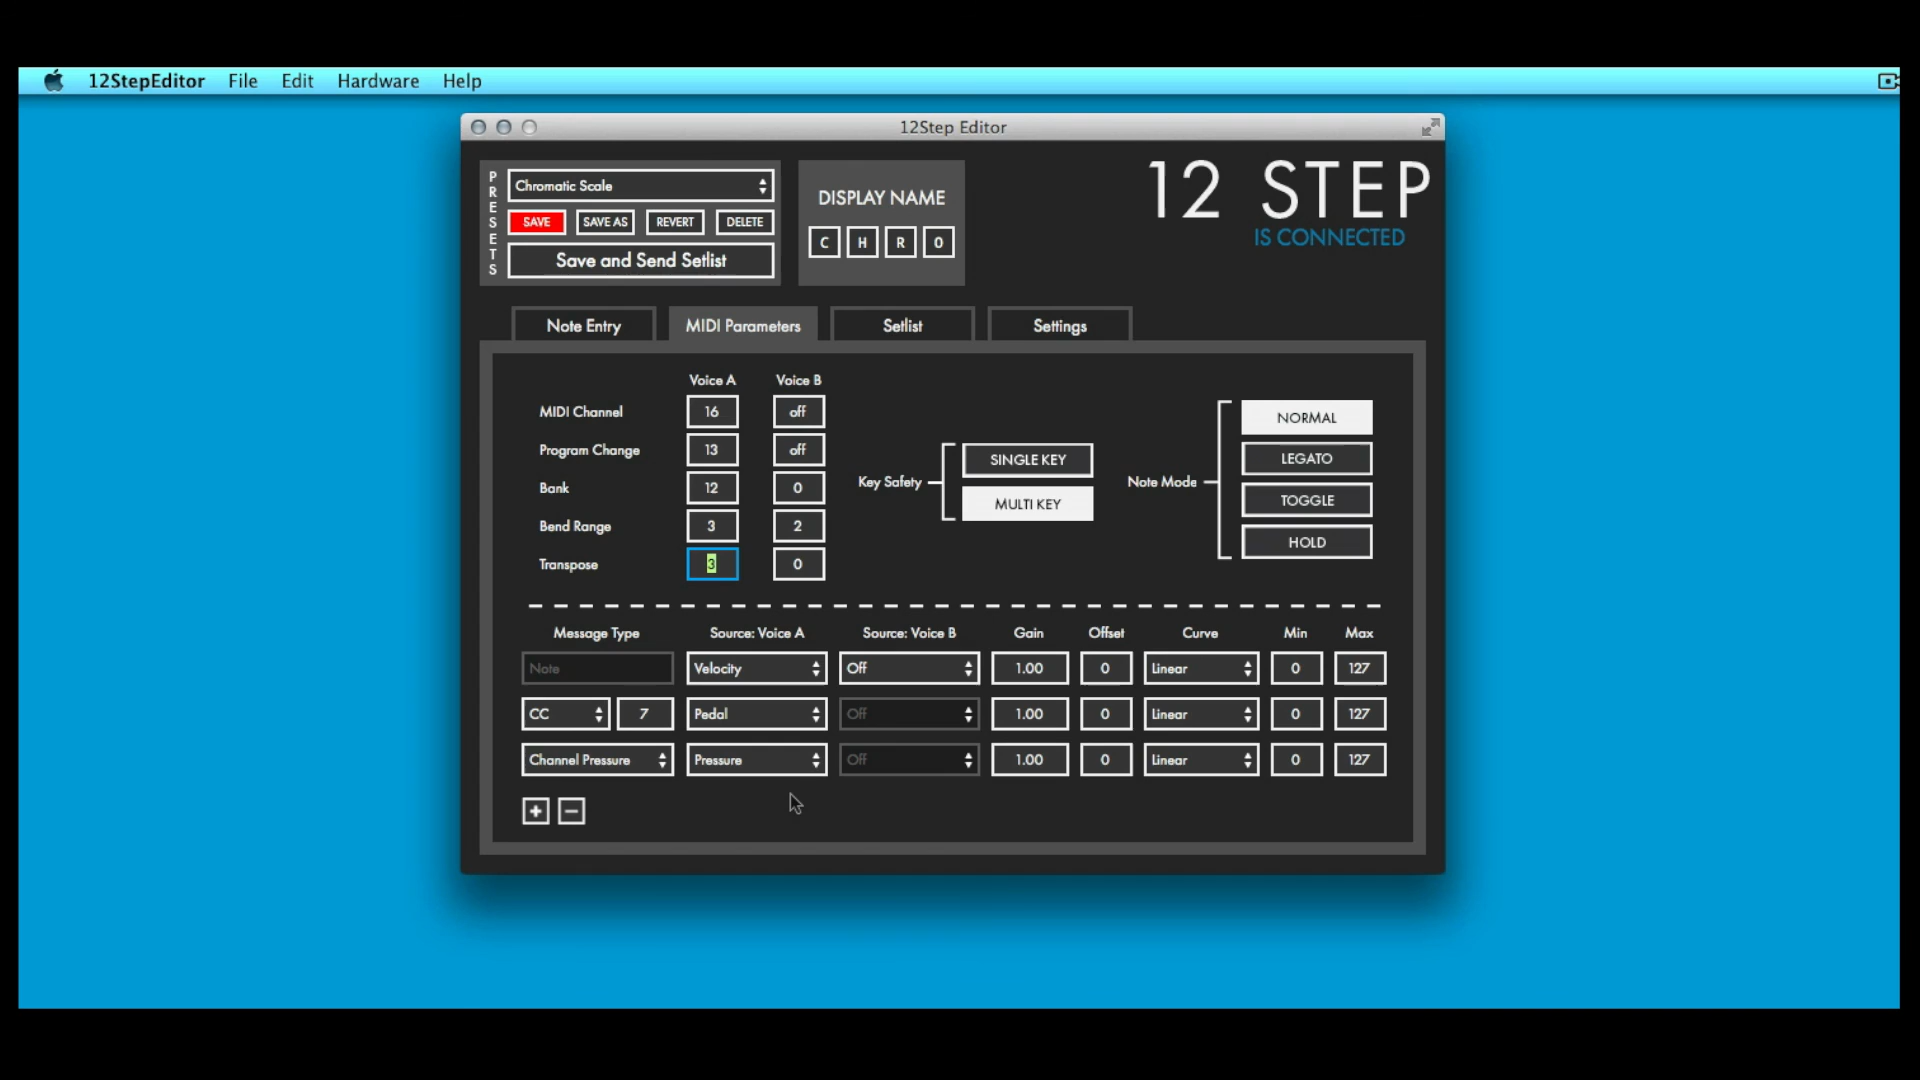 12StepEditor File Edit Hardware Help
12Step Editor
PRESETS
Chromatic Scale
SAVE SAVE AS REVERT DELETE
Save and Send Setlist
DISPLAY NAME
C H R O
12 STEP
IS CONNECTED
Note Entry MIDI Parameters Setlist Settings
Voice A Voice B
MIDI Channel 16 off
Program Change 13 off
Bank 12 0
Bend Range 3 2
Transpose 3 0
Key Safety
SINGLE KEY
MULTI KEY
Note Mode
NORMAL
LEGATO
TOGGLE
HOLD
Message Type Source: Voice A Source: Voice B Gain Offset Curve Min Max
Note Velocity Off 1.00 0 Linear 0 127
CC 7 Pedal Off 1.00 0 Linear 0 127
Channel Pressure Pressure Off 1.00 0 Linear 0 127